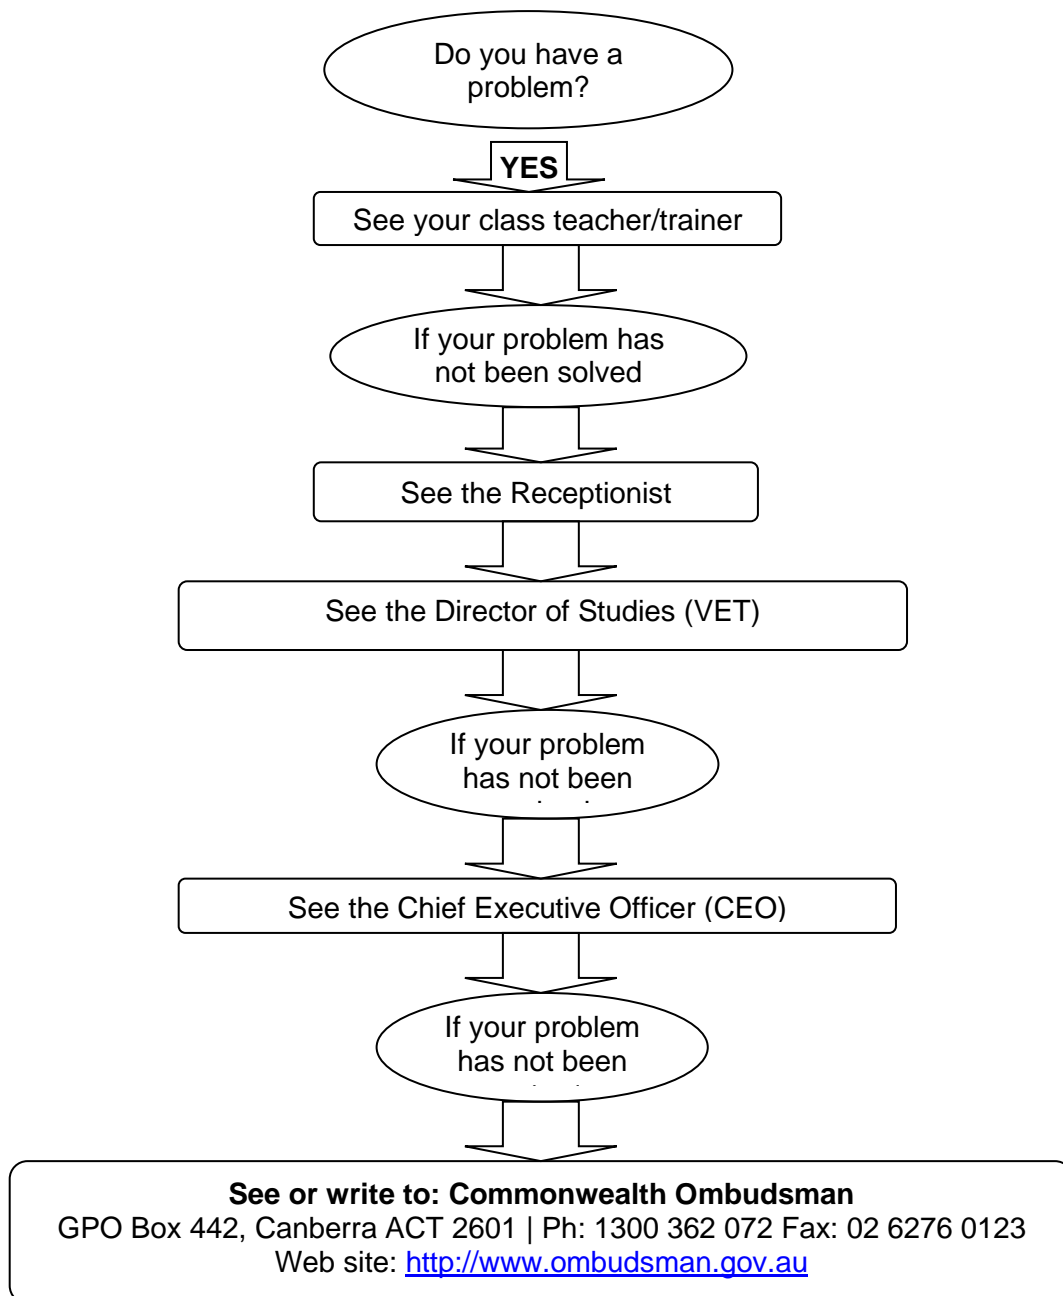 Do you have a
problem?
YES
See your class teacher/trainer
If your problem has
not been solved
See the Receptionist
See the Director of Studies (VET)
If your problem
has not been
See the Chief Executive Officer (CEO)
If your problem
has not been
See or write to: Commonwealth Ombudsman
GPO Box 442, Canberra ACT 2601 | Ph: 1300 362 072 Fax: 02 6276 0123
Web site: http://www.ombudsman.gov.au